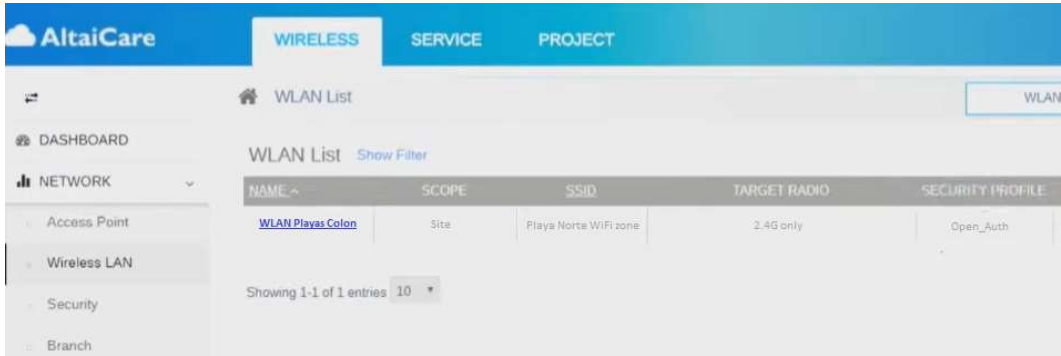 AltaiCare
WIRELESS SERVICE PROJECT
WLAN List WLAN
DASHBOARD
WLAN List Show Filter
NETWORK
NAME SCOPE SSID TARGET RADIO SECURITY PROFILE
Access Point
WLAN Playas Colon Site Playa Norte WiFi zone 2.4G only Open_Auth
Wireless LAN
Showing 1-1 of 1 entries 10
Security
Branch